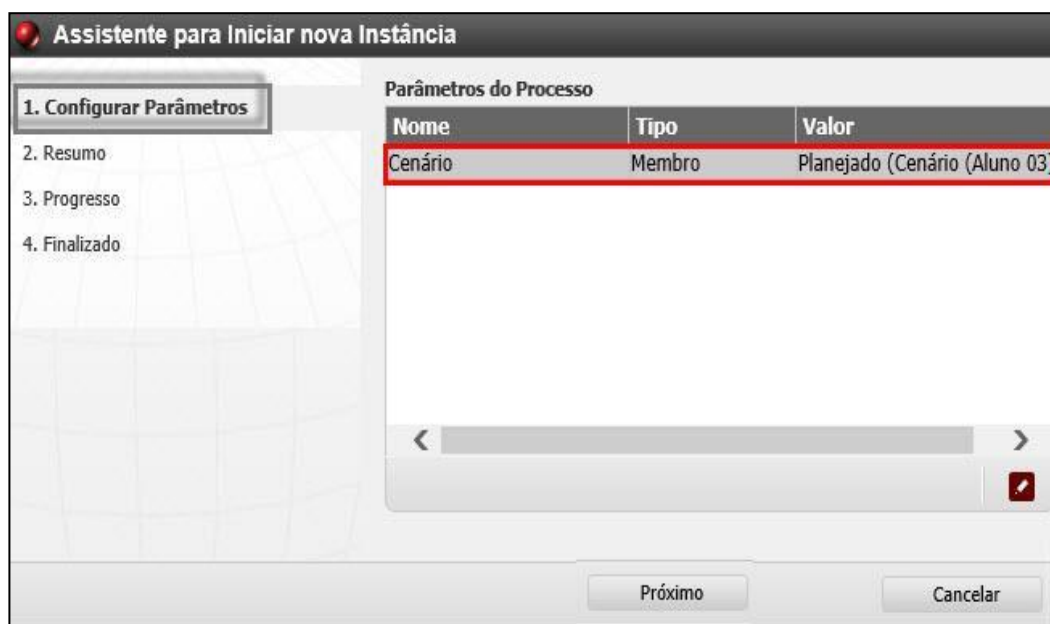 Assistente para Iniciar nova Instância
1. Configurar Parâmetros
2. Resumo
3. Progresso
4. Finalizado
Parâmetros do Processo
Nome Tipo Valor
Cenário Membro Planejado (Cenário (Aluno 03)
Próximo Cancelar